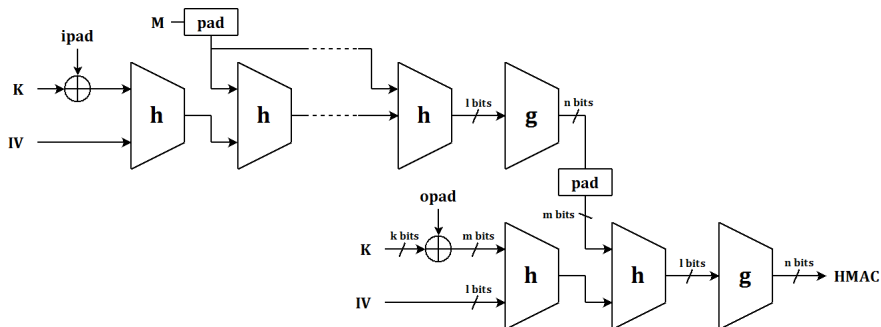 M pad
ipad
K
h h h l bits g n bits
IV
pad
opad
m bits
K k bits m bits
h h l bits g n bits HMAC
IV l bits